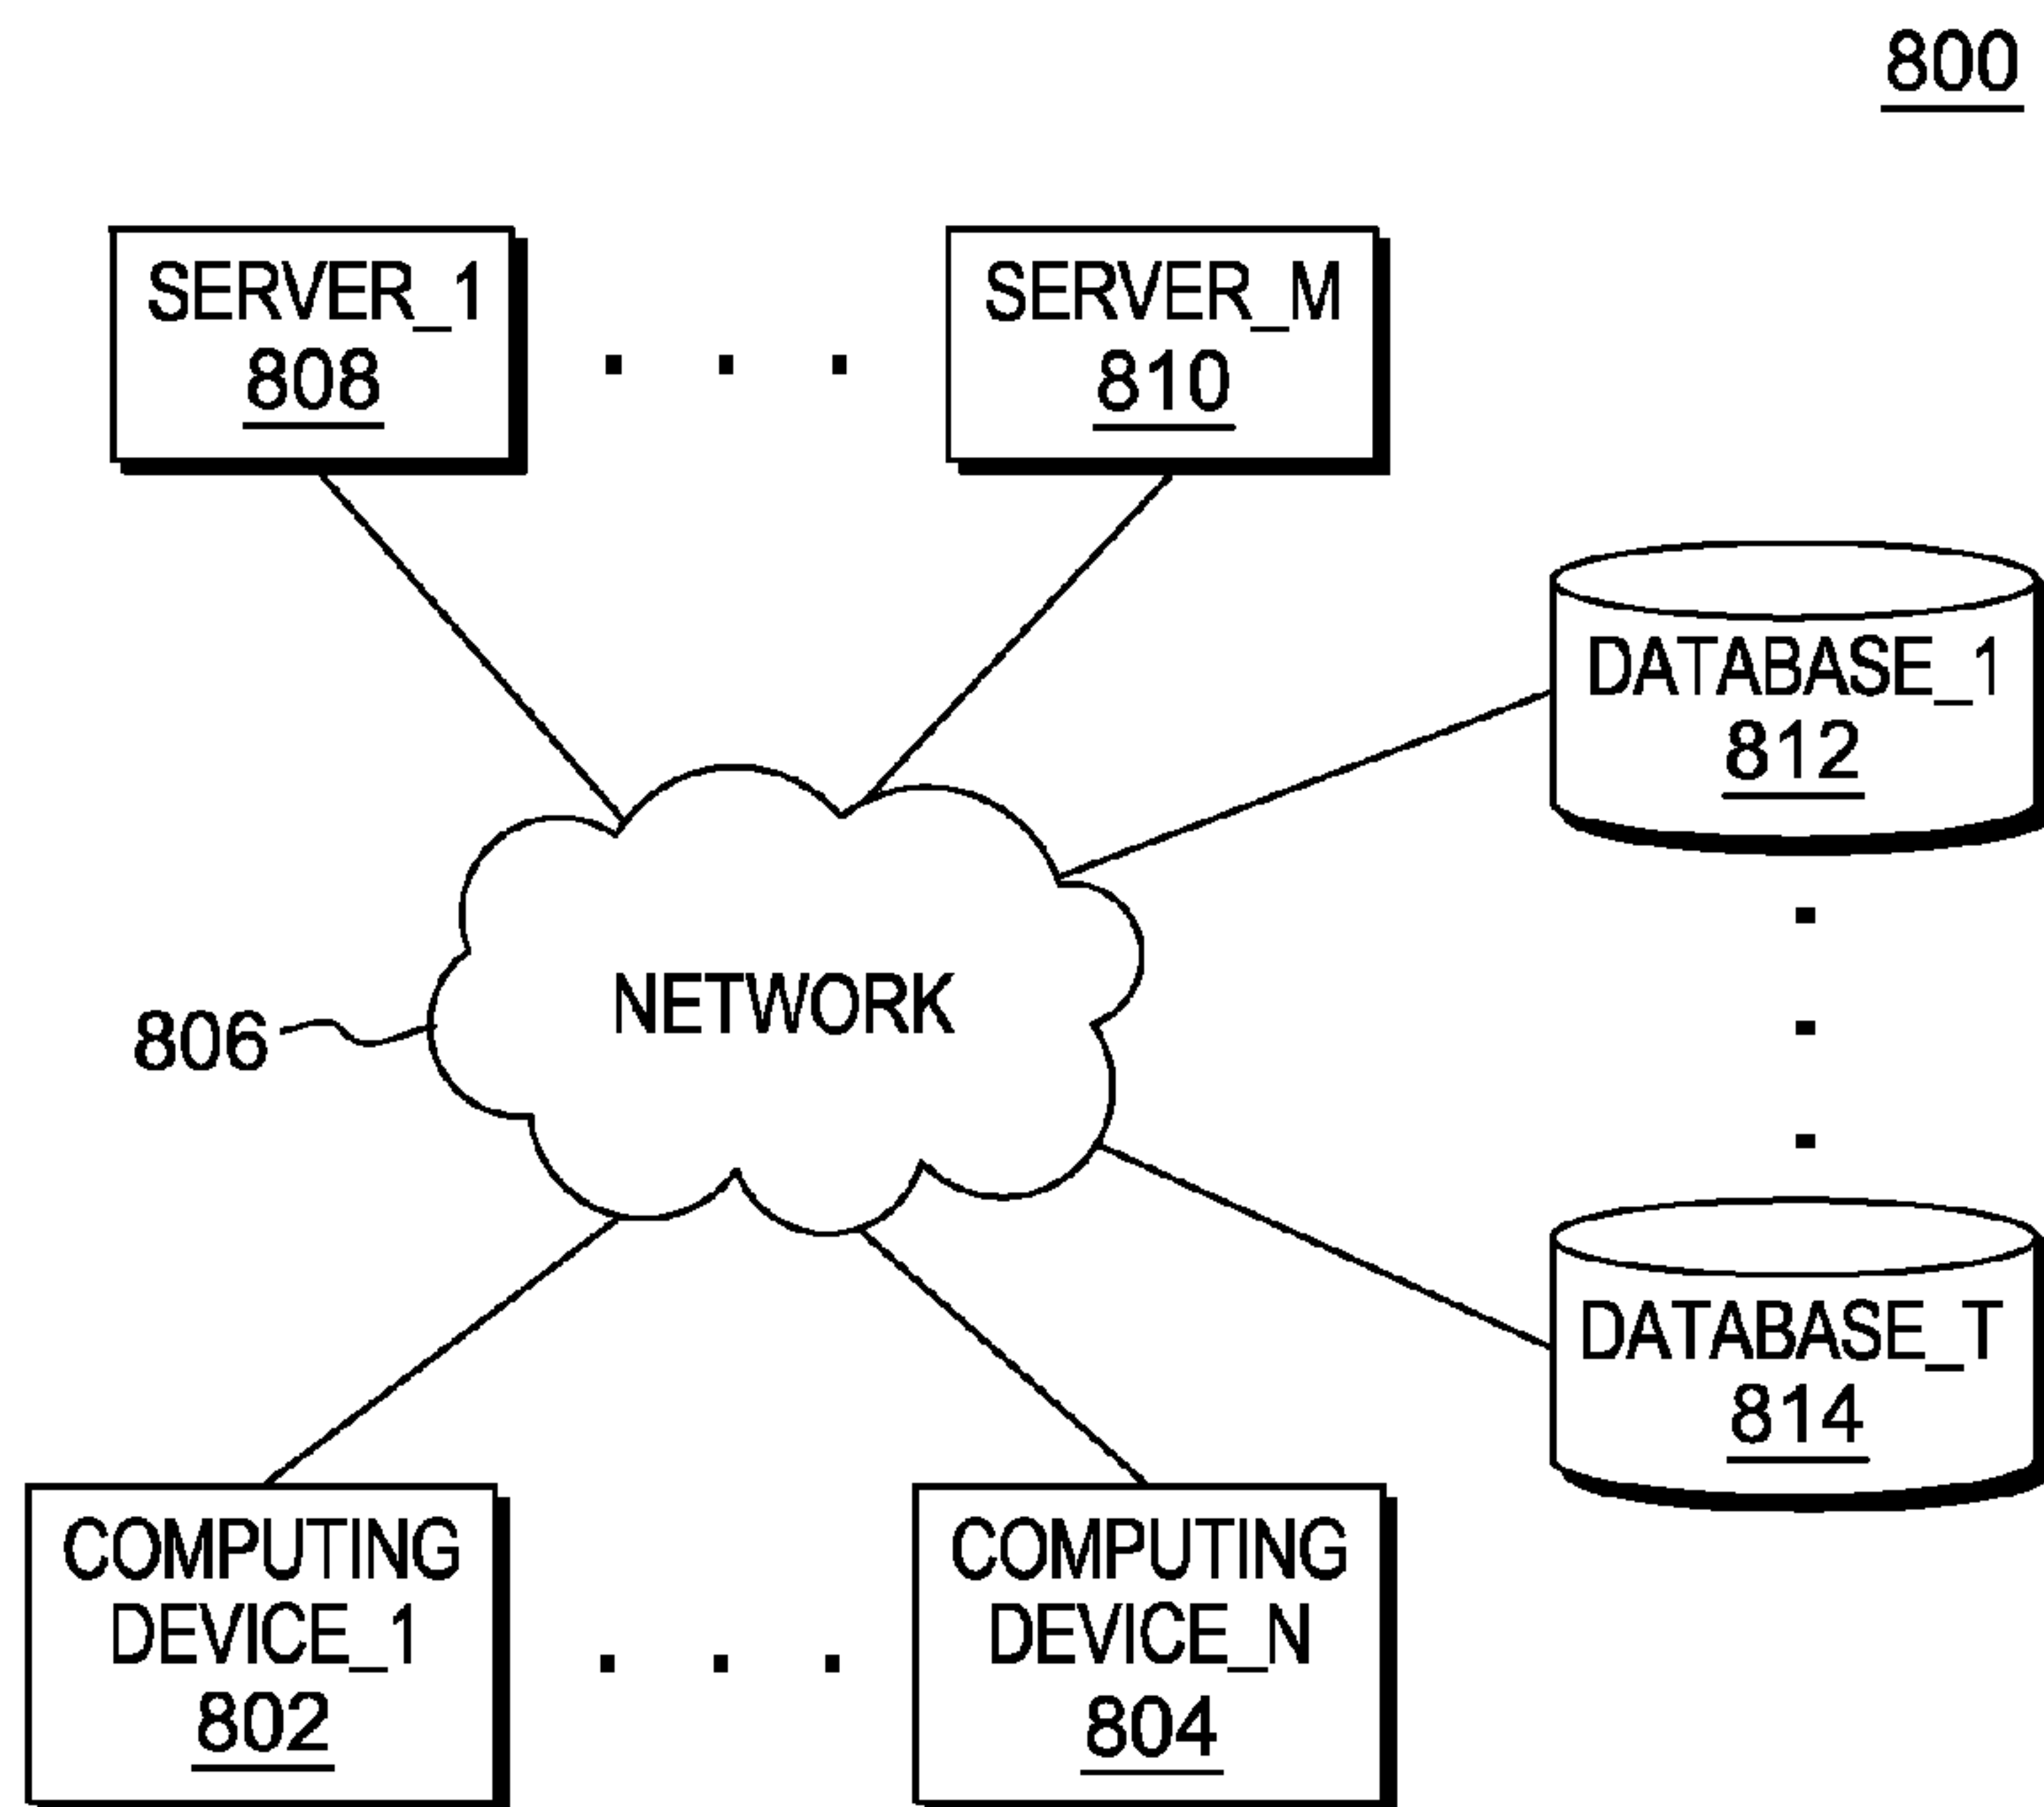 800
SERVER_1
808
. . .
SERVER_M
810
DATABASE_1
812
NETWORK
806
DATABASE_T
814
COMPUTING
DEVICE_1
802
. . .
COMPUTING
DEVICE_N
804